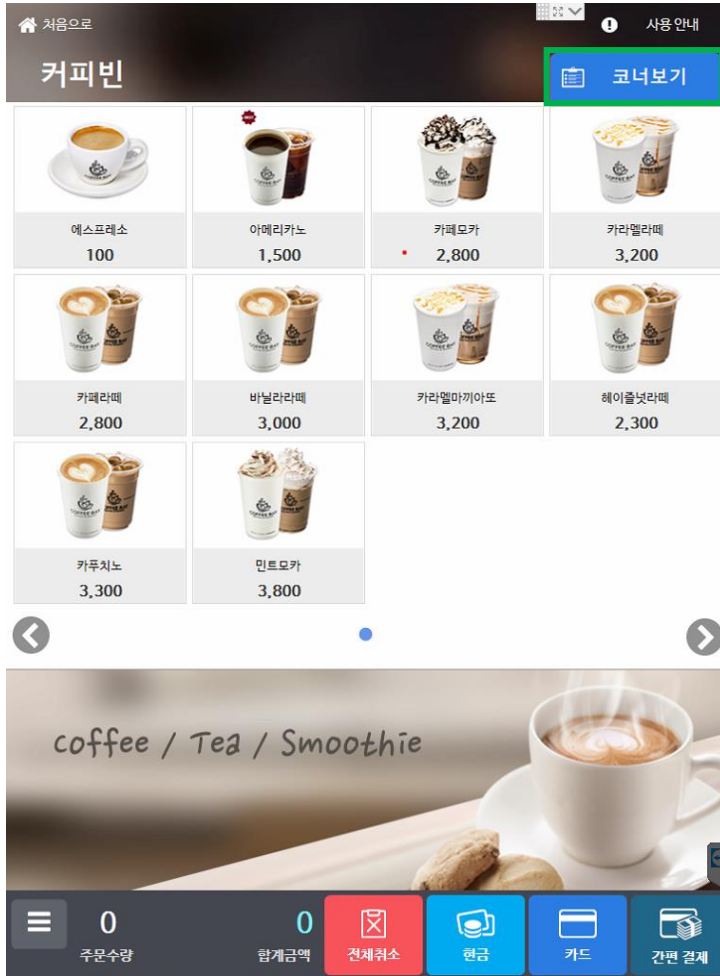 처음으로
사용 안내
커피빈
코너보기
에스프레소
100
아메리카노
1,500
카페모카
2,800
카라멜라떼
3,200
카페라떼
2,800
바닐라라떼
3,000
카라멜마끼아또
3,200
헤이즐넛라떼
2,300
카푸치노
3,300
민트모카
3,800
coffee / Tea / Smoothie
0
주문수량
0
합계금액
전체취소
현금
카드
간편 결제